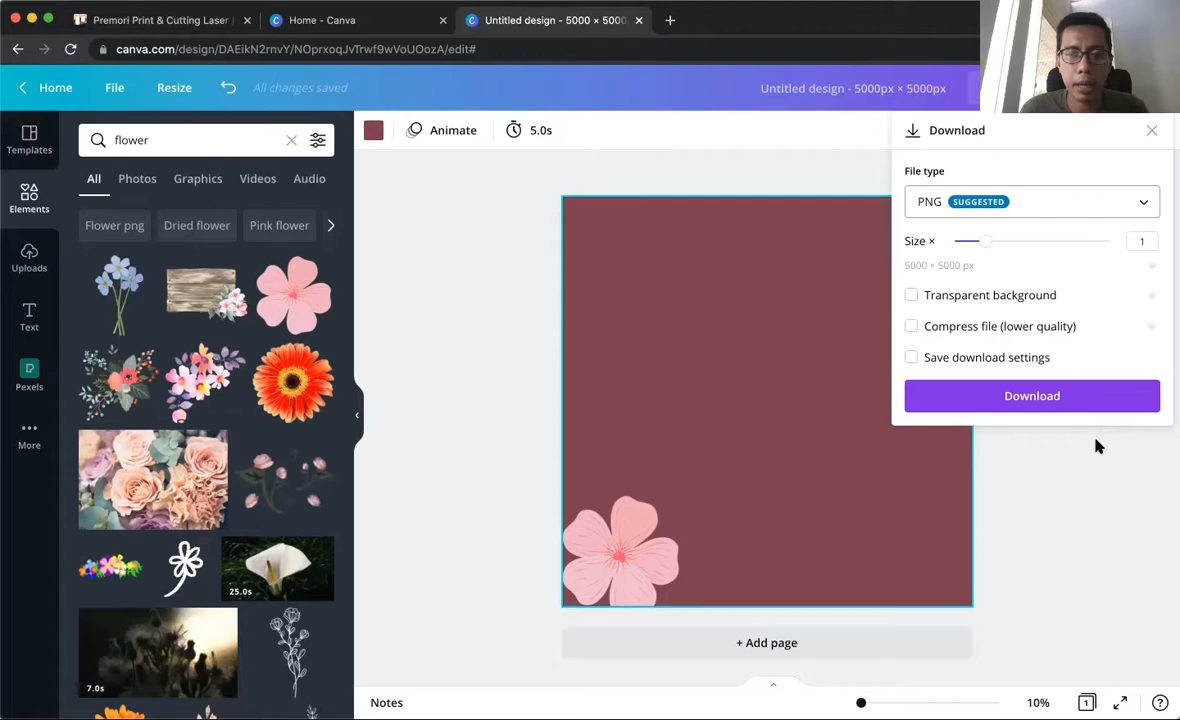 Premori Print & Cutting Laser
Home - Canva
Untitled design - 5000 × 5000
canva.com/design/DAEikN2rnvY/NOprxoqJvTrwf9wVoUOozA/edit#
Home
File
Resize
All changes saved
Untitled design - 5000px × 5000px
Templates
Elements
Uploads
Text
Pexels
More
flower
All
Photos
Graphics
Videos
Audio
Flower png
Dried flower
Pink flower
25.0s
7.0s
Animate
5.0s
Download
File type
PNG SUGGESTED
Size ×
1
5000 × 5000 px
Transparent background
Compress file (lower quality)
Save download settings
Download
+ Add page
Notes
10%
1
?